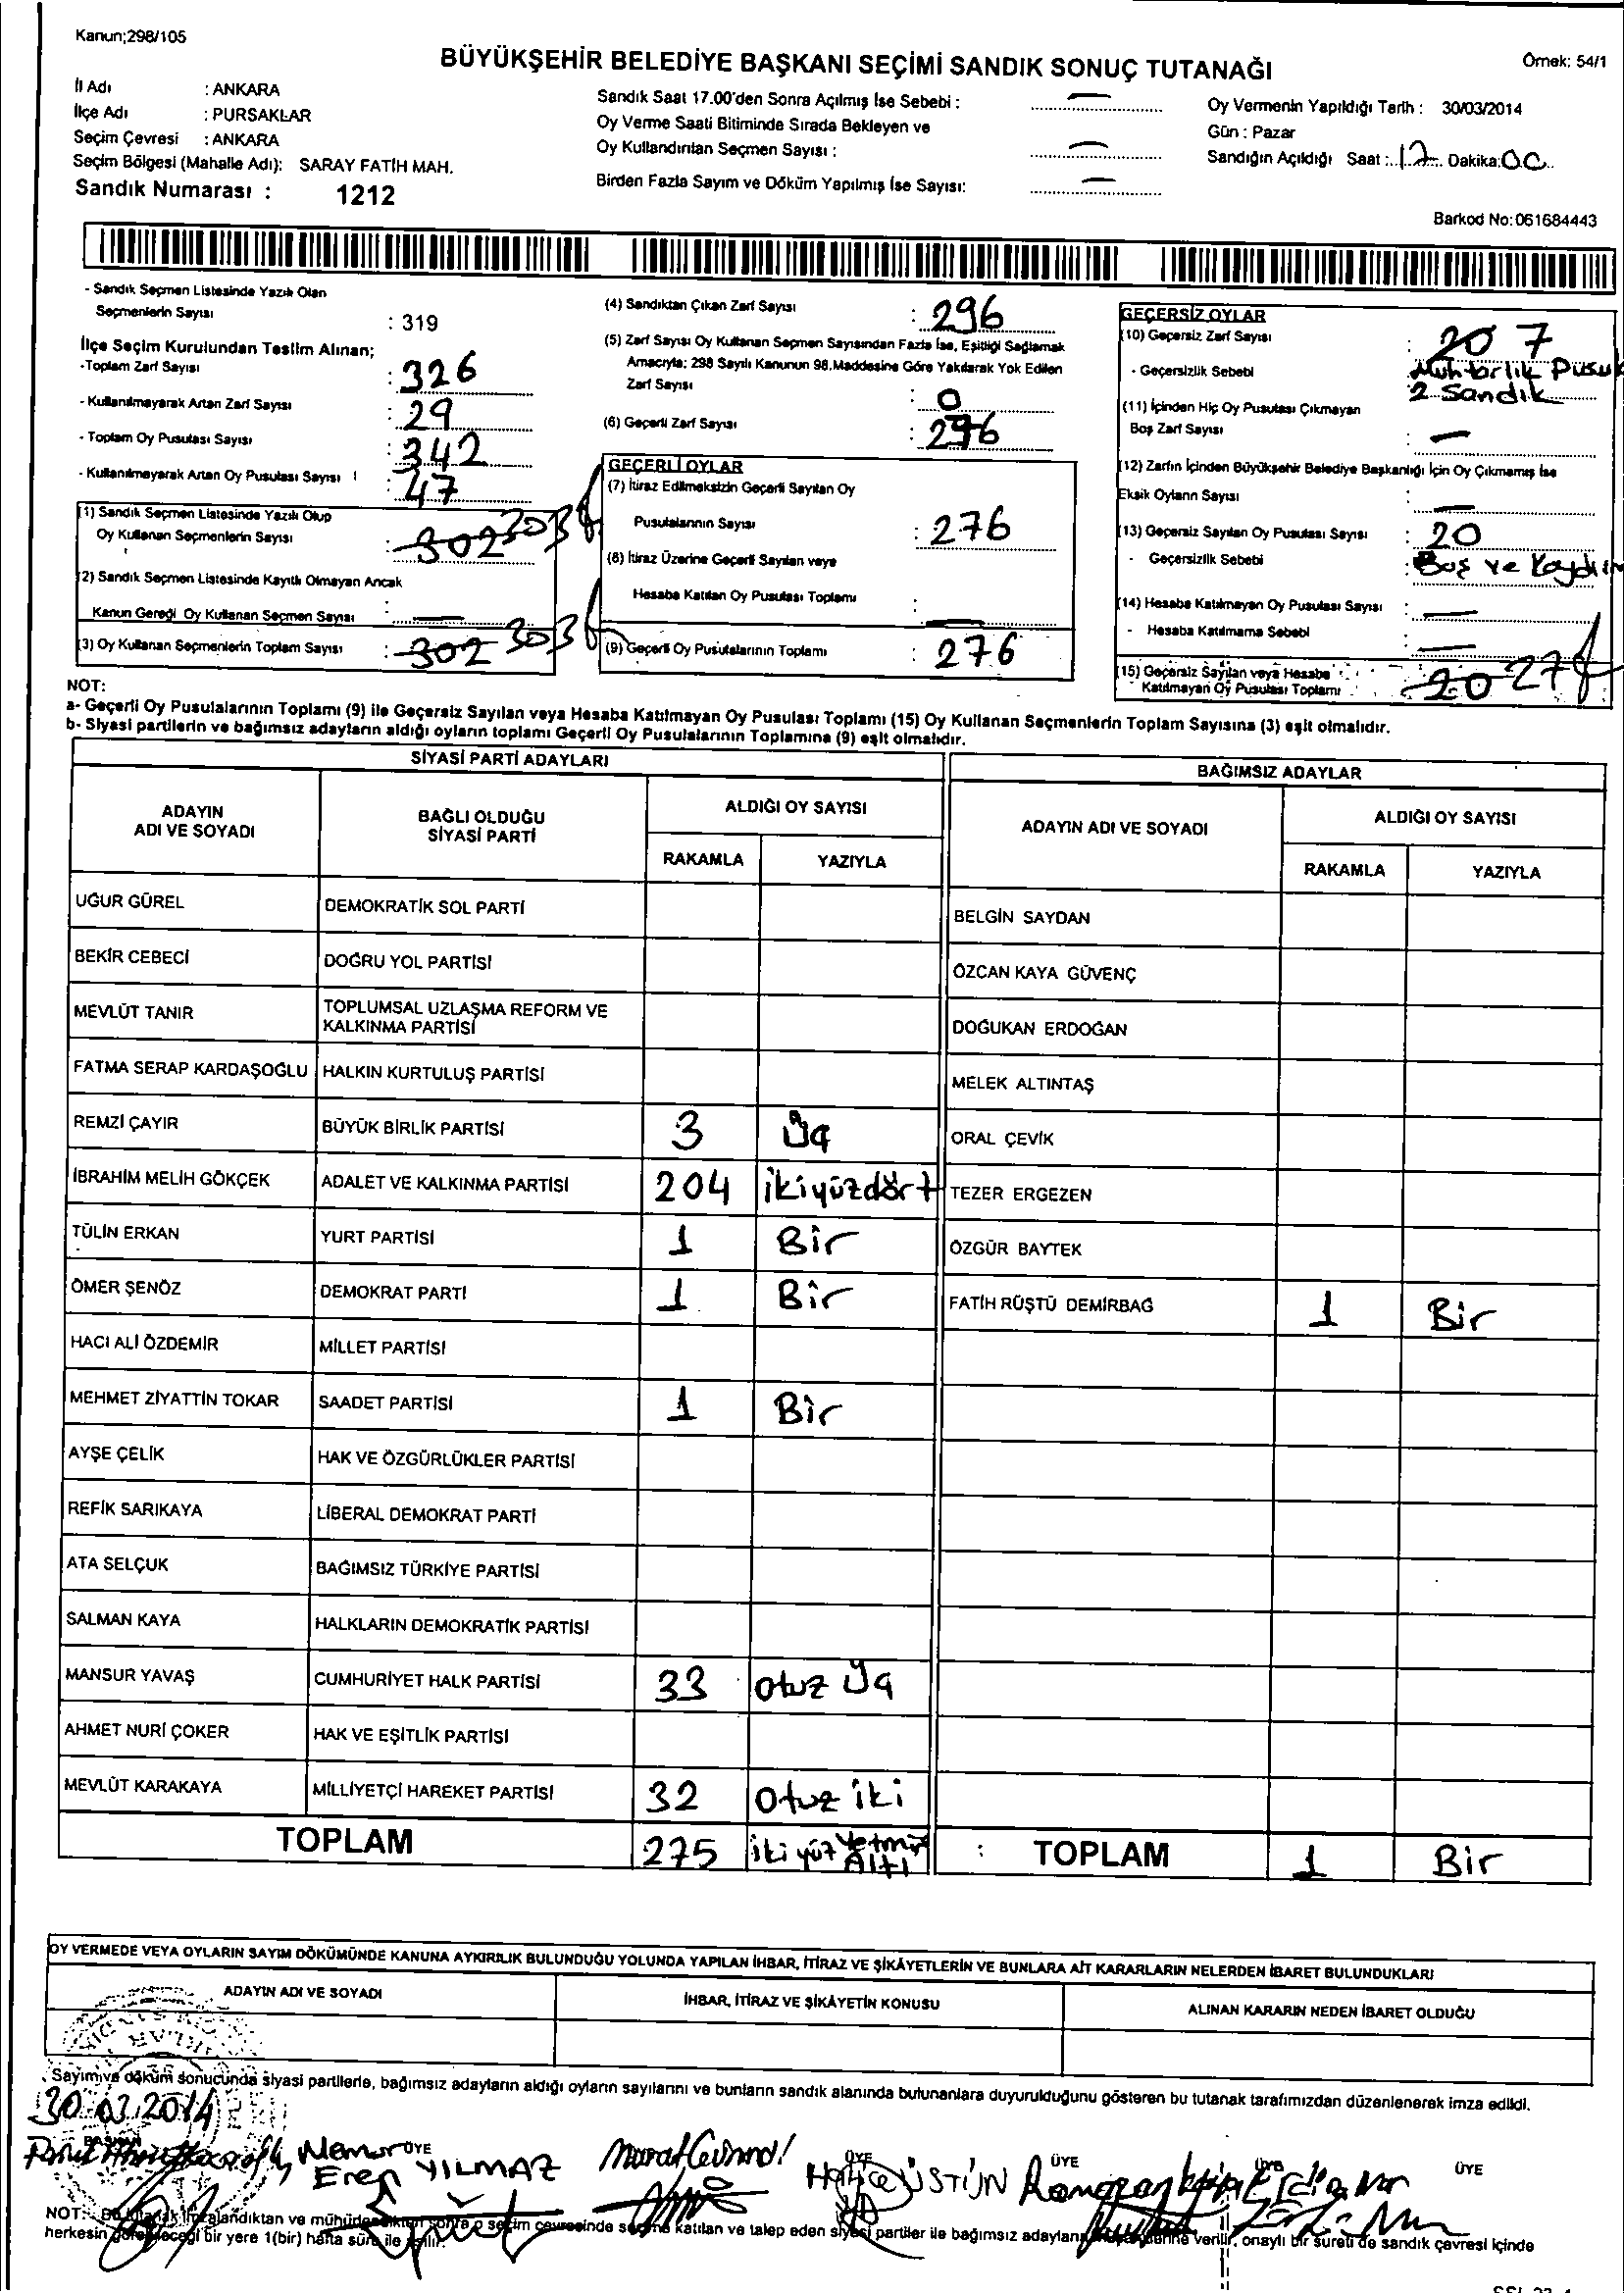 Kanun;298/105
BÜYÜKŞEHİR BELEDİYE BAŞKANI SEÇİMİ SANDIK SONUÇ TUTANAĞI
Örnek: 54/1
İl Adı : ANKARA
İlçe Adı : PURSAKLAR
Seçim Çevresi : ANKARA
Seçim Bölgesi (Mahalle Adı): SARAY FATİH MAH.
Sandık Numarası : 1212
Sandık Saat 17.00'den Sonra Açılmış İse Sebebi : —
Oy Verme Saati Bitiminde Sırada Bekleyen ve
Oy Kullandırılan Seçmen Sayısı : —
Birden Fazla Sayım ve Döküm Yapılmış İse Sayısı: —
Oy Vermenin Yapıldığı Tarih : 30/03/2014
Gün : Pazar
Sandığın Açıldığı Saat : 17 Dakika: 00
Barkod No: 061684443
- Sandık Seçmen Listesinde Yazılı Olan
Seçmenlerin Sayısı : 319
İlçe Seçim Kurulundan Teslim Alınan;
-Toplam Zarf Sayısı : 326
- Kullanılmayarak Artan Zarf Sayısı : 29
- Toplam Oy Pusulası Sayısı : 342
- Kullanılmayarak Artan Oy Pusulası Sayısı : 47
(1) Sandık Seçmen Listesinde Yazılı Olup
Oy Kullanan Seçmenlerin Sayısı : 302 303
(2) Sandık Seçmen Listesinde Kayıtlı Olmayan Ancak
Kanun Gereği Oy Kullanan Seçmen Sayısı : —
(3) Oy Kullanan Seçmenlerin Toplam Sayısı : 302 303
(4) Sandıktan Çıkan Zarf Sayısı : 296
(5) Zarf Sayısı Oy Kullanan Seçmen Sayısından Fazla İse, Eşitliği Sağlamak
Amacıyla; 298 Sayılı Kanunun 98.Maddesine Göre Yakılarak Yok Edilen
Zarf Sayısı : 0
(6) Geçerli Zarf Sayısı : 296
GEÇERLİ OYLAR
(7) İtiraz Edilmeksizin Geçerli Sayılan Oy
Pusulalarının Sayısı : 276
(8) İtiraz Üzerine Geçerli Sayılan veya
Hesaba Katılan Oy Pusulası Toplamı : —
(9) Geçerli Oy Pusulalarının Toplamı : 276
GEÇERSİZ OYLAR
(10) Geçersiz Zarf Sayısı : 20 7
- Geçersizlik Sebebi : Muhtarlık Pusul
2 Sandık
(11) İçinden Hiç Oy Pusulası Çıkmayan
Boş Zarf Sayısı : —
(12) Zarfın İçinden Büyükşehir Belediye Başkanlığı İçin Oy Çıkmamış İse
Eksik Oyların Sayısı : —
(13) Geçersiz Sayılan Oy Pusulası Sayısı : 20
- Geçersizlik Sebebi : Boş ve
(14) Hesaba Katılmayan Oy Pusulası Sayısı : —
- Hesaba Katılmama Sebebi : —
(15) Geçersiz Sayılan veya Hesaba
Katılmayan Oy Pusulası Toplamı : 20 27
NOT:
a- Geçerli Oy Pusulalarının Toplamı (9) ile Geçersiz Sayılan veya Hesaba Katılmayan Oy Pusulası Toplamı (15) Oy Kullanan Seçmenlerin Toplam Sayısına (3) eşit olmalıdır.
b- Siyasi partilerin ve bağımsız adayların aldığı oyların toplamı Geçerli Oy Pusulalarının Toplamına (9) eşit olmalıdır.
SİYASİ PARTİ ADAYLARI
ADAYIN ADI VE SOYADI BAĞLI OLDUĞU SİYASİ PARTİ ALDIĞI OY SAYISI RAKAMLA YAZIYLA
UĞUR GÜREL DEMOKRATİK SOL PARTİ
BEKİR CEBECİ DOĞRU YOL PARTİSİ
MEVLÜT TANIR TOPLUMSAL UZLAŞMA REFORM VE KALKINMA PARTİSİ
FATMA SERAP KARDAŞOĞLU HALKIN KURTULUŞ PARTİSİ
REMZİ ÇAYIR BÜYÜK BİRLİK PARTİSİ 3 Üç
İBRAHİM MELİH GÖKÇEK ADALET VE KALKINMA PARTİSİ 204 ikiyüzdört
TÜLİN ERKAN YURT PARTİSİ 1 Bir
ÖMER ŞENÖZ DEMOKRAT PARTİ 1 Bir
HACI ALİ ÖZDEMİR MİLLET PARTİSİ
MEHMET ZİYATTİN TOKAR SAADET PARTİSİ 1 Bir
AYŞE ÇELİK HAK VE ÖZGÜRLÜKLER PARTİSİ
REFİK SARIKAYA LİBERAL DEMOKRAT PARTİ
ATA SELÇUK BAĞIMSIZ TÜRKİYE PARTİSİ
SALMAN KAYA HALKLARIN DEMOKRATİK PARTİSİ
MANSUR YAVAŞ CUMHURİYET HALK PARTİSİ 33 otuz Üç
AHMET NURİ ÇOKER HAK VE EŞİTLİK PARTİSİ
MEVLÜT KARAKAYA MİLLİYETÇİ HAREKET PARTİSİ 32 Otuz iki
TOPLAM 275 iki yüz Yetmiş Altı
BAĞIMSIZ ADAYLAR
ADAYIN ADI VE SOYADI ALDIĞI OY SAYISI RAKAMLA YAZIYLA
BELGİN SAYDAN
ÖZCAN KAYA GÜVENÇ
DOĞUKAN ERDOĞAN
MELEK ALTINTAŞ
ORAL ÇEVİK
TEZER ERGEZEN
ÖZGÜR BAYTEK
FATİH RÜŞTÜ DEMİRBAĞ 1 Bir
: TOPLAM 1 Bir
OY VERMEDE VEYA OYLARIN SAYIM DÖKÜMÜNDE KANUNA AYKIRILIK BULUNDUĞU YOLUNDA YAPILAN İHBAR, İTİRAZ VE ŞİKÂYETLERİN VE BUNLARA AİT KARARLARIN NELERDEN İBARET BULUNDUKLARI
ADAYIN ADI VE SOYADI İHBAR, İTİRAZ VE ŞİKÂYETİN KONUSU ALINAN KARARIN NEDEN İBARET OLDUĞU
Sayım ve döküm sonucunda siyasi partilerle, bağımsız adayların aldığı oyların sayılarını ve bunların sandık alanında bulunanlara duyurulduğunu gösteren bu tutanak tarafımızdan düzenlenerek imza edildi.
30.03.2014
BAŞKAN Memur ÜYE ÜYE ÜYE ÜYE ÜYE
Eren YILMAZ Hatice ÜSTÜN Ramazan
NOT: Bu tutanak imzalandıktan ve mühürlendikten sonra o seçim çevresinde seçime katılan ve talep eden siyasi partiler ile bağımsız adayların verilir, onaylı bir sureti de sandık çevresi içinde
herkesin görebileceği bir yere 1(bir) hafta süre ile asılır.